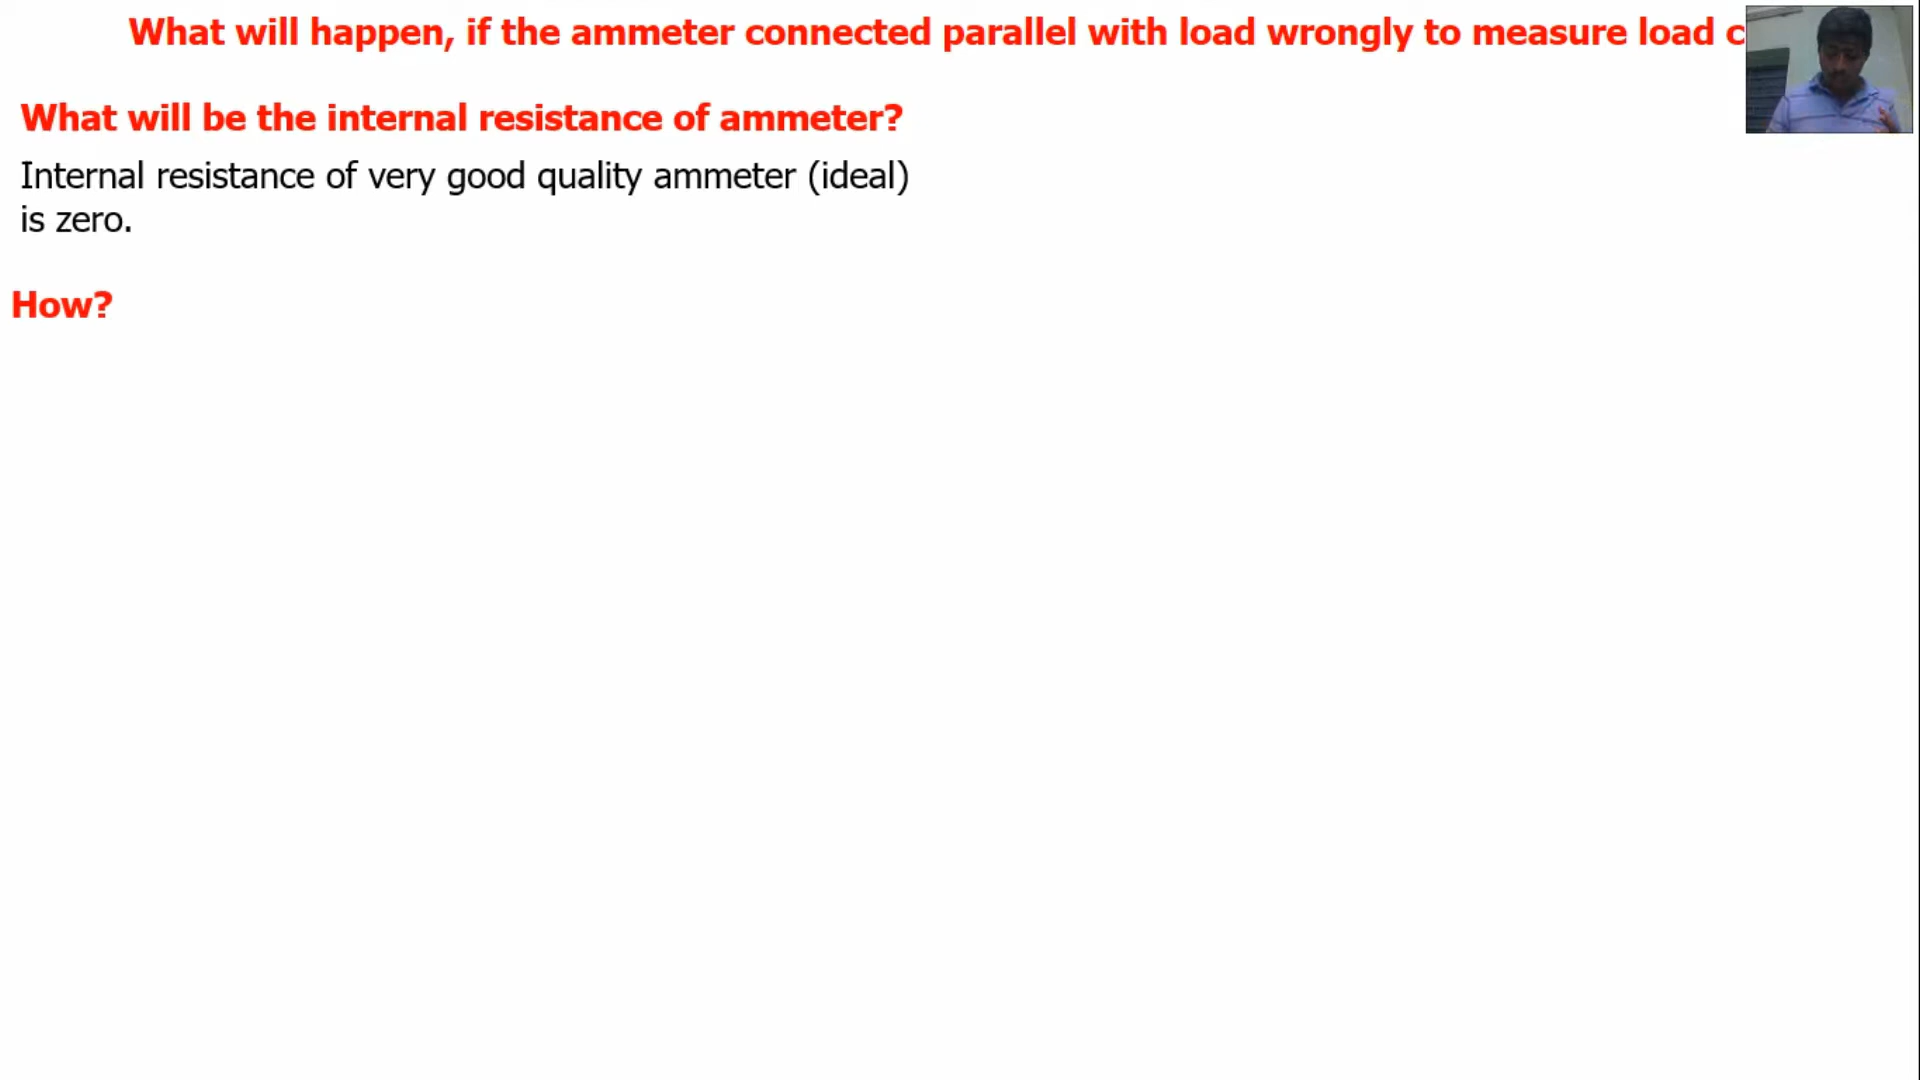 What will happen, if the ammeter connected parallel with load wrongly to measure load c
What will be the internal resistance of ammeter?
Internal resistance of very good quality ammeter (ideal)
is zero.
How?